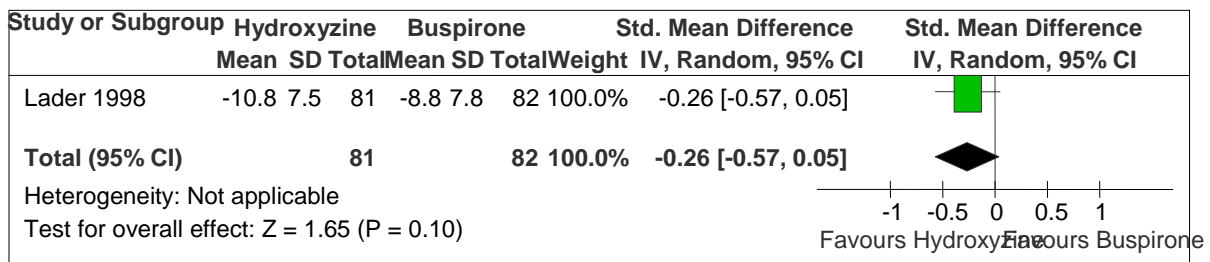 Study or Subgroup Hydroxyzine Buspirone Std. Mean Difference Std. Mean Difference
Mean SD Total Mean SD Total Weight IV, Random, 95% CI IV, Random, 95% CI
Lader 1998 -10.8 7.5 81 -8.8 7.8 82 100.0% -0.26 [-0.57, 0.05]
Total (95% CI) 81 82 100.0% -0.26 [-0.57, 0.05]
Heterogeneity: Not applicable
Test for overall effect: Z = 1.65 (P = 0.10)
-1 -0.5 0 0.5 1
Favours Hydroxyzine Favours Buspirone